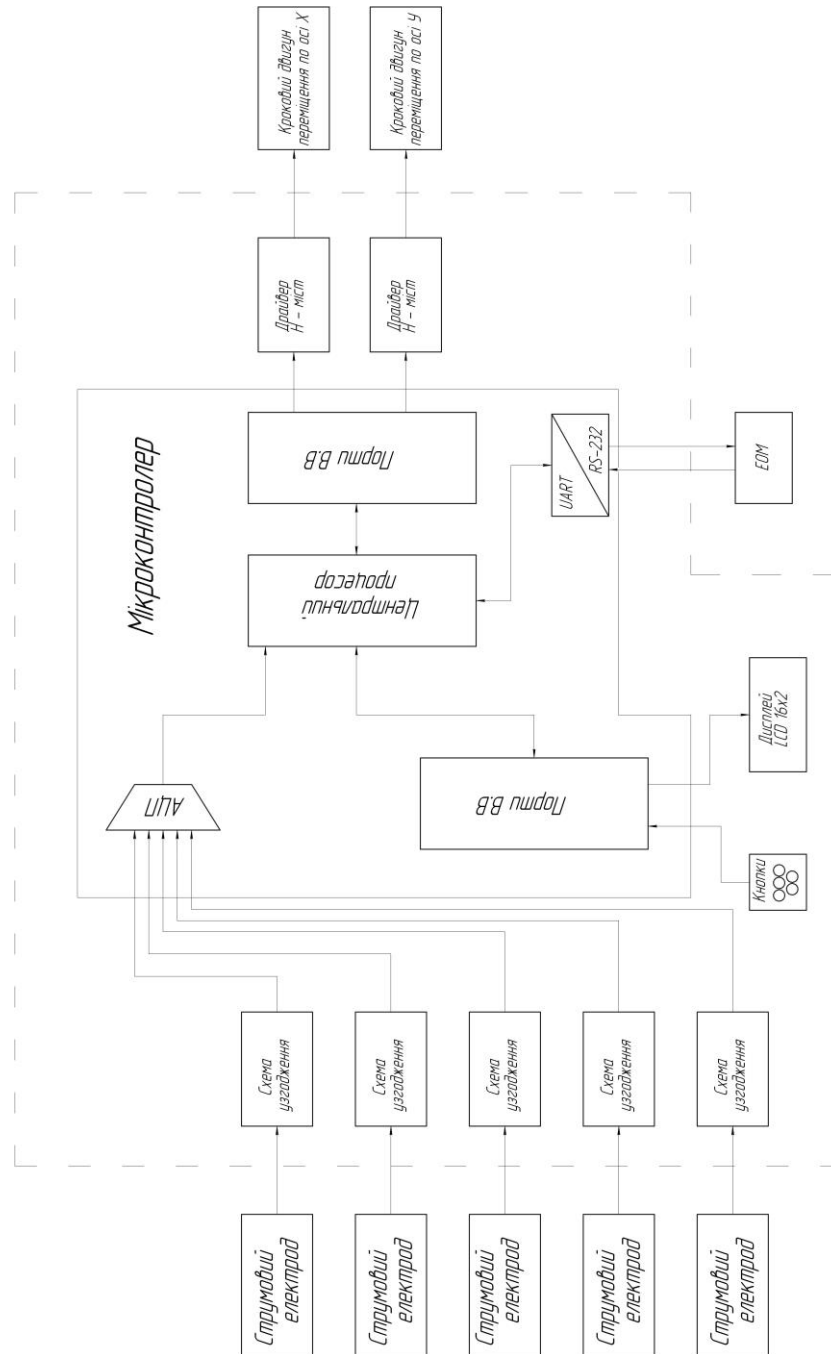 Кроковий двигун
переміщення по осі X
Кроковий двигун
переміщення по осі Y
Драйвер
Н - міст
Драйвер
Н - міст
Мікроконтролер
Порти В.В
UART
RS-232
ЕОМ
Центральний
процесор
АЦП
Порти В.В
Дисплей
LCD 16x2
Кнопки
Схема
узгодження
Схема
узгодження
Схема
узгодження
Схема
узгодження
Схема
узгодження
Струмовий
електрод
Струмовий
електрод
Струмовий
електрод
Струмовий
електрод
Струмовий
електрод